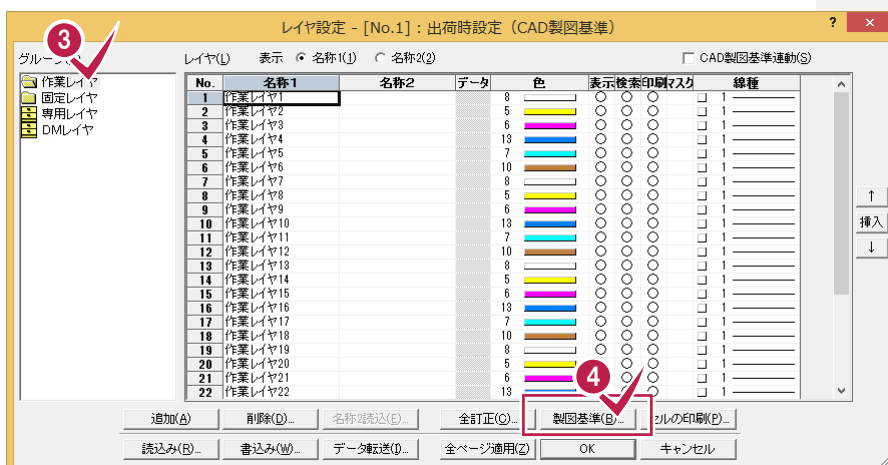 レイヤ設定 - [No.1] : 出荷時設定（CAD製図基準） ? ×
3
レイヤ(L) 表示 名称1(1) 名称2(2) CAD製図基準連動(S)
作業レイヤ
固定レイヤ
専用レイヤ
DMレイヤ
No. 名称1 名称2 データ 色 表示 検索 印刷 マスク 線種
1 作業レイヤ1 8 1
2 作業レイヤ2 5 1
3 作業レイヤ3 6 1
4 作業レイヤ4 13 1
5 作業レイヤ5 7 1
6 作業レイヤ6 10 1
7 作業レイヤ7 8 1
8 作業レイヤ8 5 1
9 作業レイヤ9 6 1
10 作業レイヤ10 13 1
11 作業レイヤ11 7 1
12 作業レイヤ12 10 1
13 作業レイヤ13 8 1
14 作業レイヤ14 5 1
15 作業レイヤ15 6 1
16 作業レイヤ16 13 1
17 作業レイヤ17 7 1
18 作業レイヤ18 10 1
19 作業レイヤ19 8 1
20 作業レイヤ20 5 1
21 作業レイヤ21 6 1
22 作業レイヤ22 13 1
↑
挿入
↓
4
追加(A) 削除(D)... 名称2読込(E)... 全訂正(C)... 製図基準(B)... セルの印刷(P)...
読込み(R)... 書込み(W)... データ転送(I)... 全ページ適用(Z) OK キャンセル